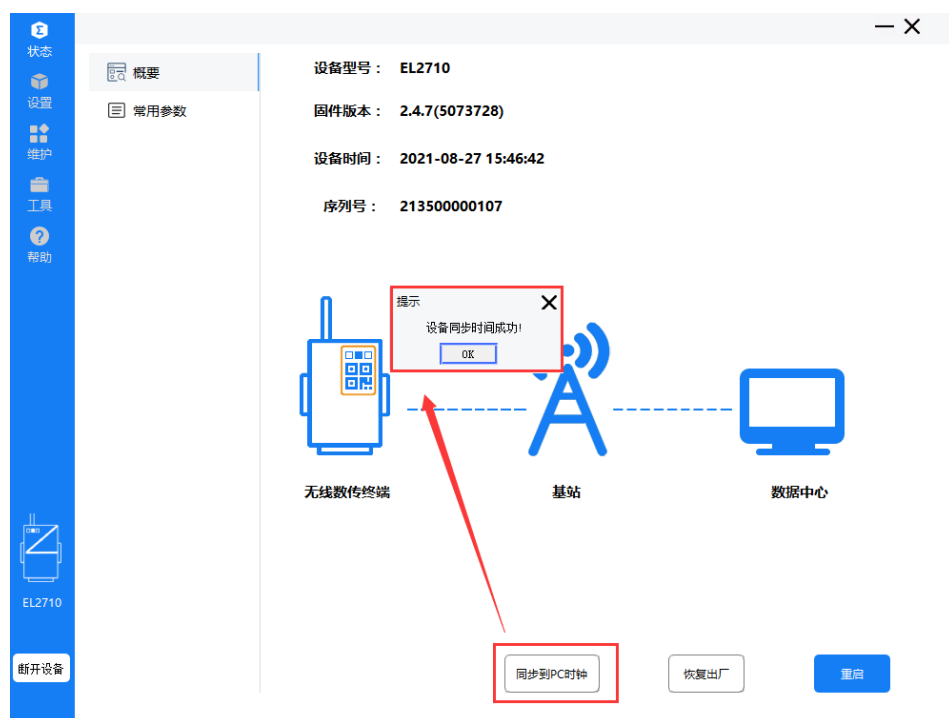 状态
设置
维护
工具
帮助
EL2710
断开设备
概要
常用参数
设备型号： EL2710
固件版本： 2.4.7(5073728)
设备时间： 2021-08-27 15:46:42
序列号： 213500000107
提示
设备同步时间成功!
OK
无线数传终端 基站 数据中心
同步到PC时钟 恢复出厂 重启